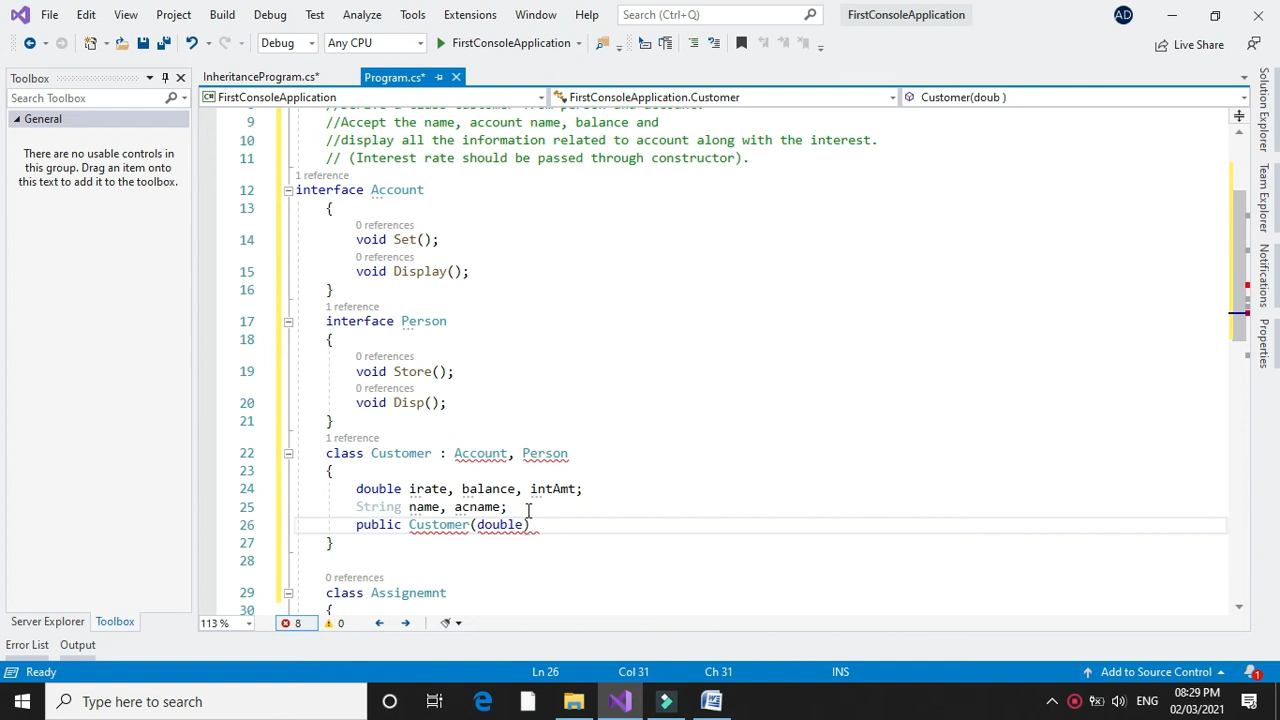 File Edit View Project Build Debug Test Analyze Tools Extensions Window Help Search (Ctrl+Q) FirstConsoleApplication AD
Debug Any CPU FirstConsoleApplication Live Share
Toolbox
Search Toolbox
General
There are no usable controls in
this group. Drag an item onto
this text to add it to the toolbox.
Server Explorer Toolbox
InheritanceProgram.cs* Program.cs*
FirstConsoleApplication FirstConsoleApplication.Customer Customer(doub )
9 //Accept the name, account name, balance and
10 //display all the information related to account along with the interest.
11 // (Interest rate should be passed through constructor).
1 reference
12 interface Account
13 {
0 references
14 void Set();
0 references
15 void Display();
16 }
1 reference
17 interface Person
18 {
0 references
19 void Store();
0 references
20 void Disp();
21 }
1 reference
22 class Customer : Account, Person
23 {
24 double irate, balance, intAmt;
25 String name, acname;
26 public Customer(double)
27 }
28
0 references
29 class Assignemnt
30 {
113 % 8 0
Solution Explorer
Team Explorer
Notifications
Properties
Error List Output
Ready Ln 26 Col 31 Ch 31 INS Add to Source Control 1
Type here to search ENG 08:29 PM
02/03/2021